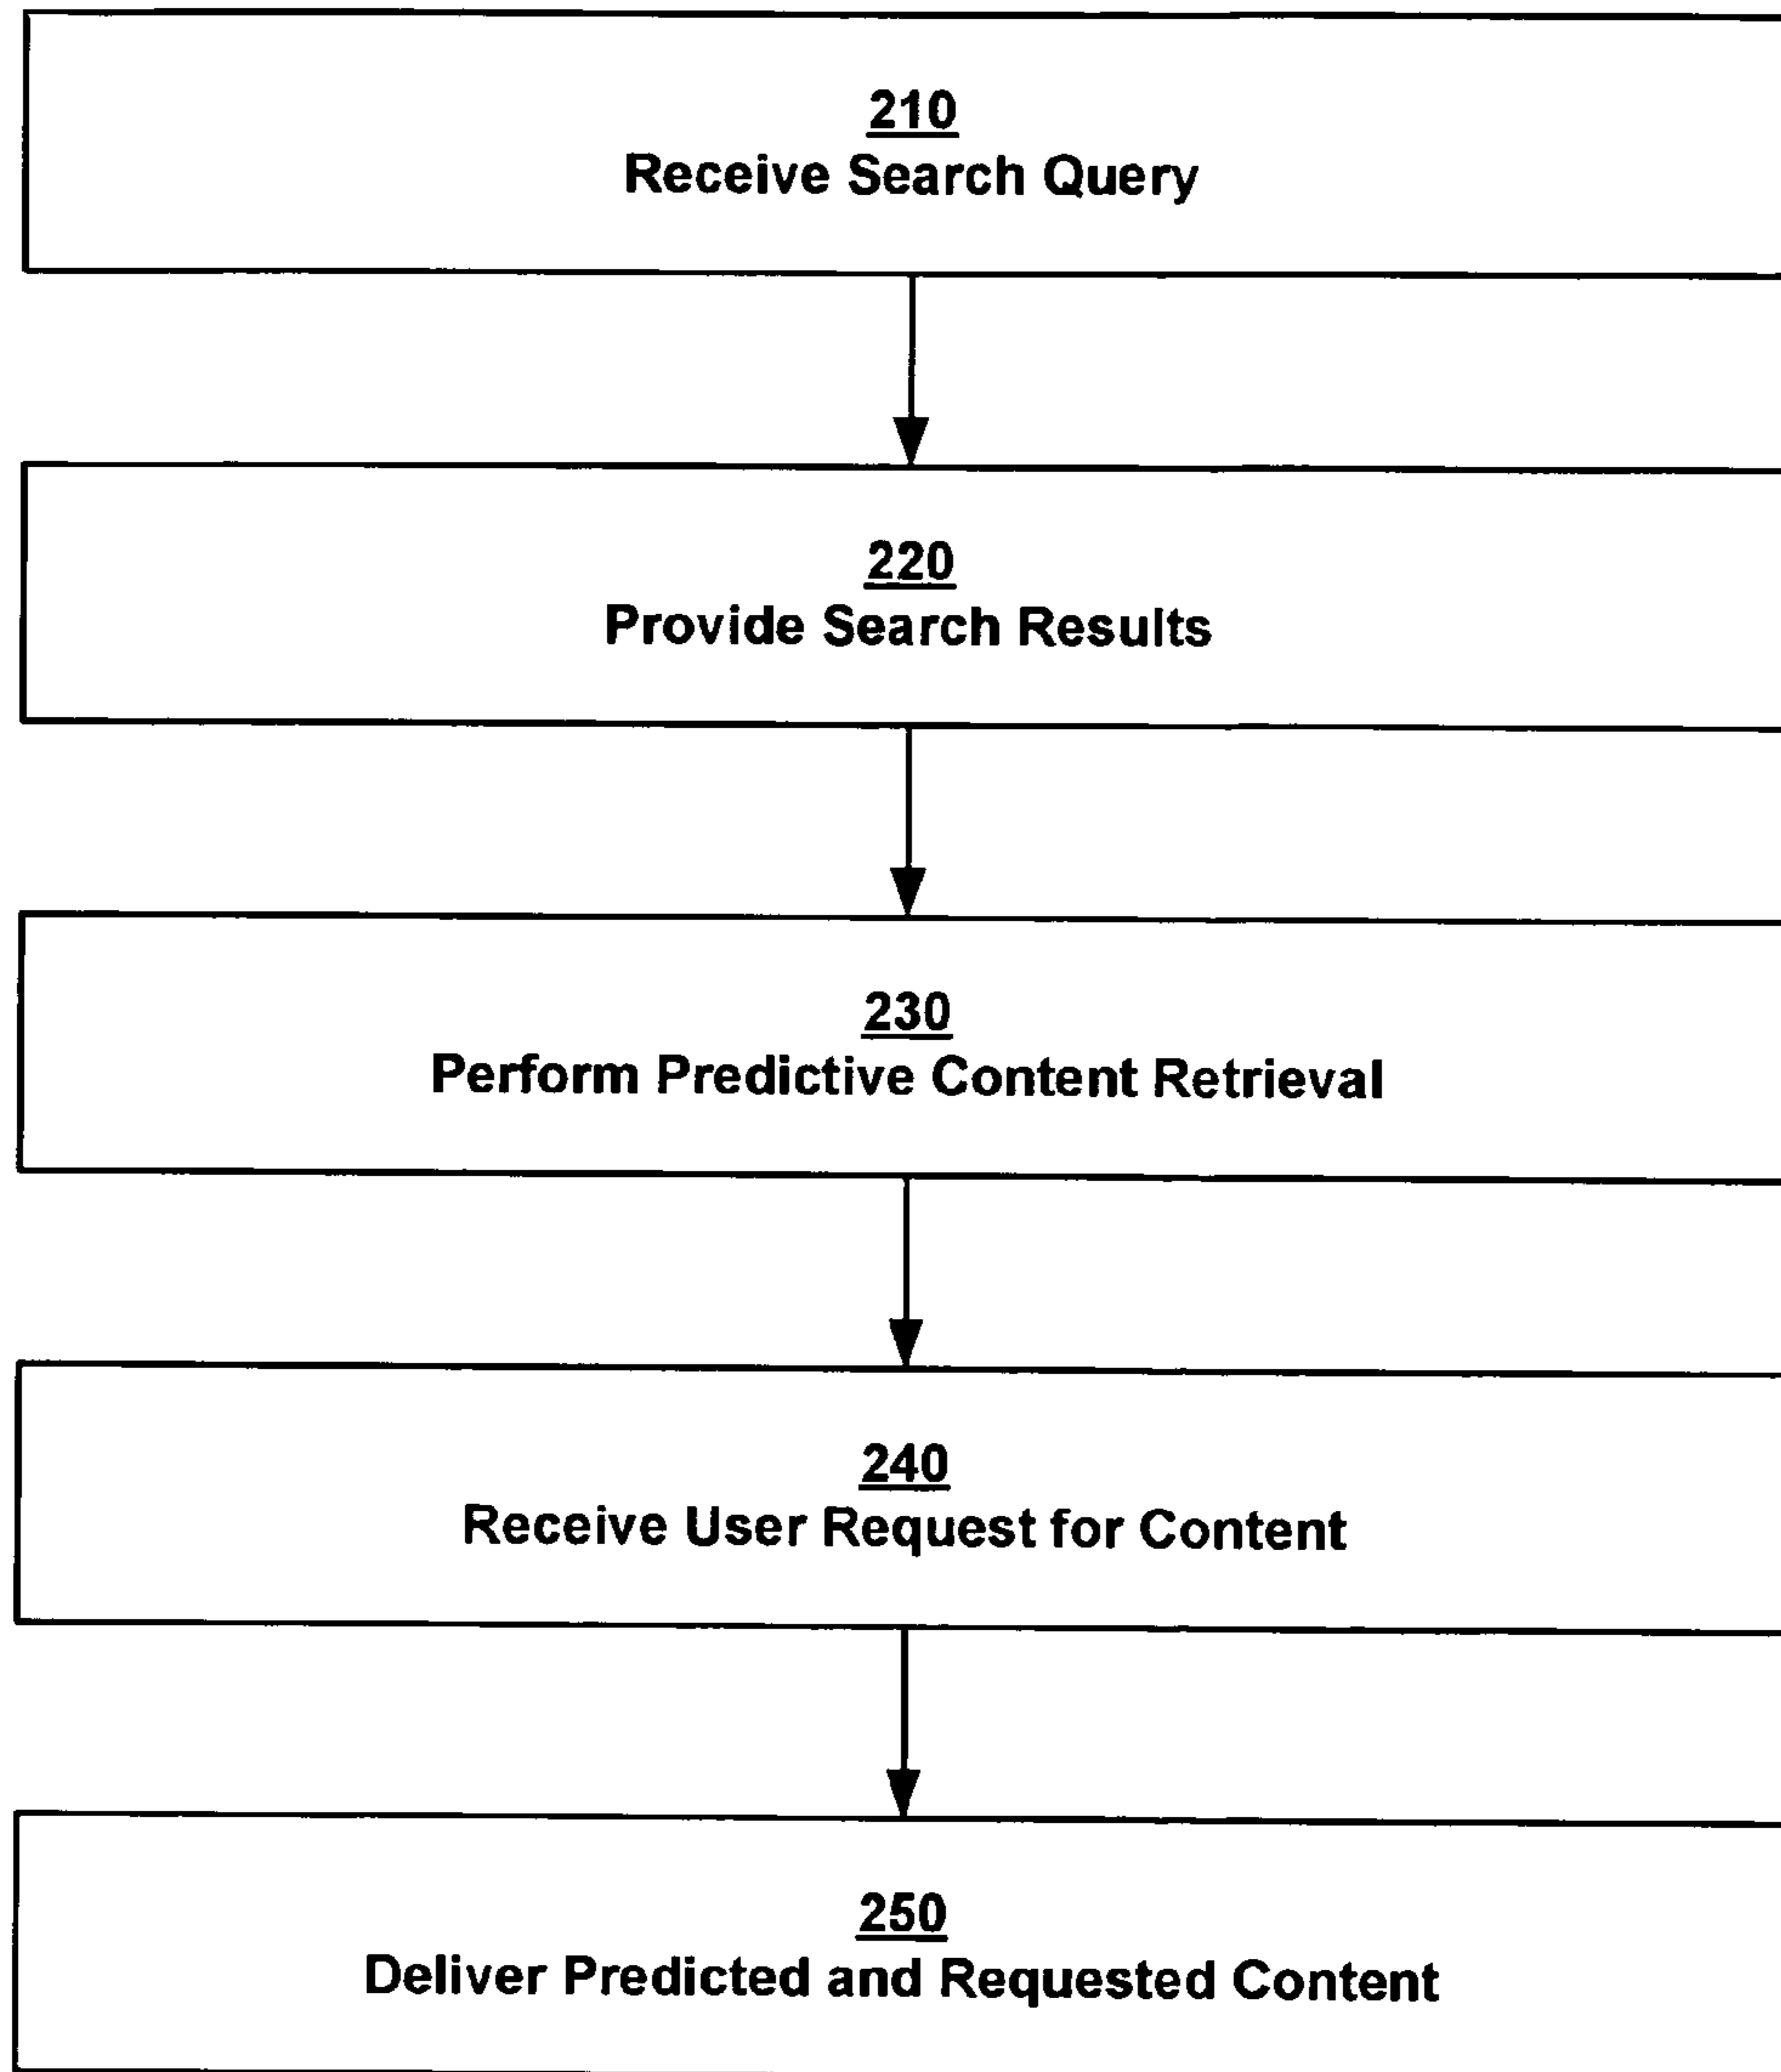 210
Receive Search Query
220
Provide Search Results
230
Perform Predictive Content Retrieval
240
Receive User Request for Content
250
Deliver Predicted and Requested Content